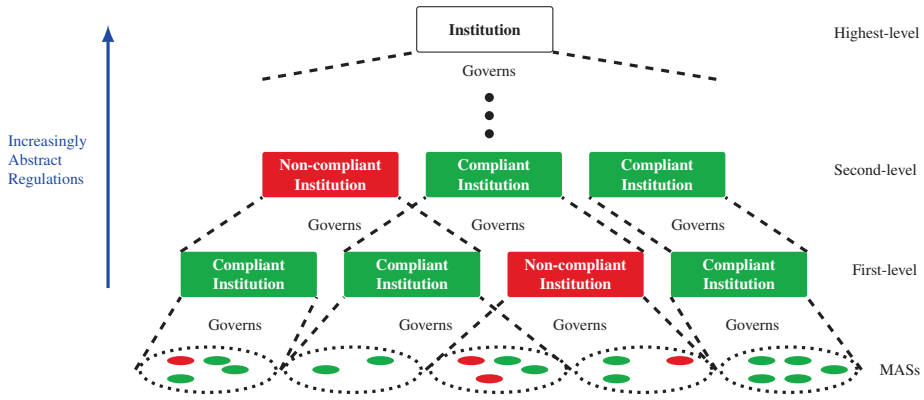 Institution
Highest-level
Governs
Increasingly
Abstract
Regulations
Non-compliant
Institution
Compliant
Institution
Compliant
Institution
Second-level
Governs
Governs
Governs
Compliant
Institution
Compliant
Institution
Non-compliant
Institution
Compliant
Institution
First-level
Governs
Governs
Governs
Governs
MASs